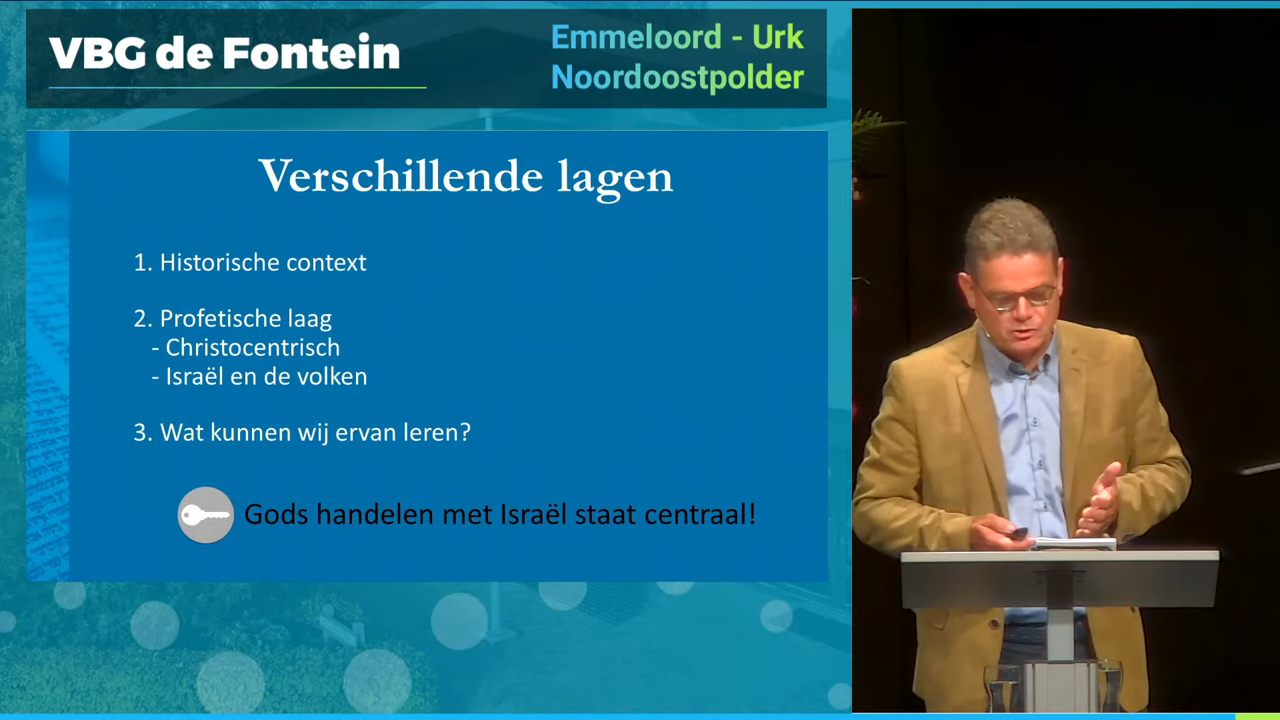 VBG de Fontein
Emmeloord - Urk
Noordoostpolder
Verschillende lagen
1. Historische context
2. Profetische laag
- Christocentrisch
- Israël en de volken
3. Wat kunnen wij ervan leren?
Gods handelen met Israël staat centraal!